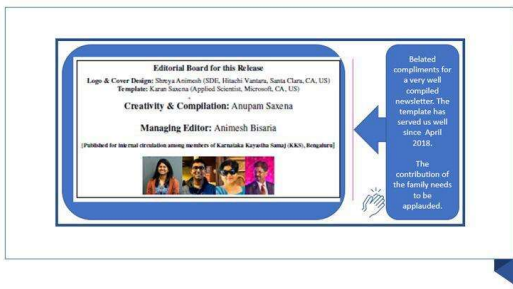 Editorial Board for this Release
Logo & Cover Design: Shreya Animesh (SDE, Hitachi Vantara, Santa Clara, CA, US)
Template: Karan Saxena (Applied Scientist, Microsoft, CA, US)
Creativity & Compilation: Anupam Saxena
Managing Editor: Animesh Bisaria
[Published for internal circulation among members of Karnataka Kayastha Samaj (KKS), Bengaluru]
Belated
compliments for
a very well
compiled
newsletter. The
template has
served us well
since April
2018.
The
contribution of
the family needs
to be
applauded.